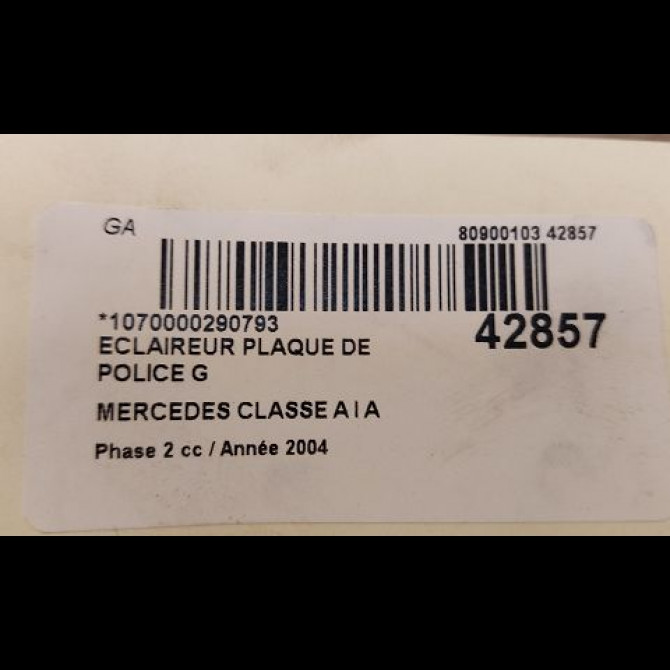 GA
80900103 42857
*1070000290793
42857
ECLAIREUR PLAQUE DE
POLICE G
MERCEDES CLASSE A I A
Phase 2 cc / Année 2004